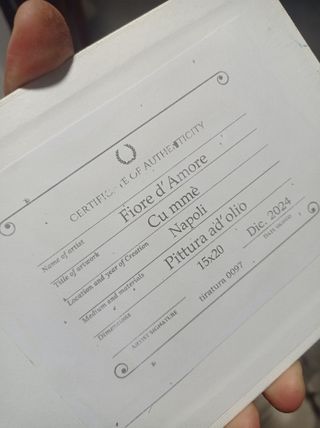 CERTIFICATE OF AUTHENTICITY
Name of artist Fiore d'Amore
Title of artwork Cu mmè
Location and year of Creation Napoli
Medium and materials Pittura ad'olio
Dimensions 15x20 Dic. 2024
ARTIST SIGNATURE tiratura 0097